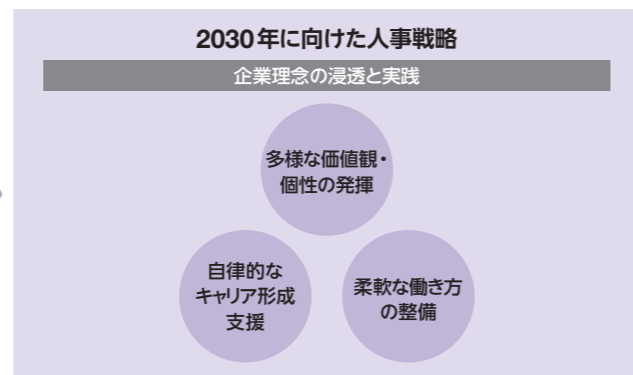 2030年に向けた人事戦略
企業理念の浸透と実践
多様な価値観・
個性の発揮
自律的な
キャリア形成
支援
柔軟な働き方
の整備